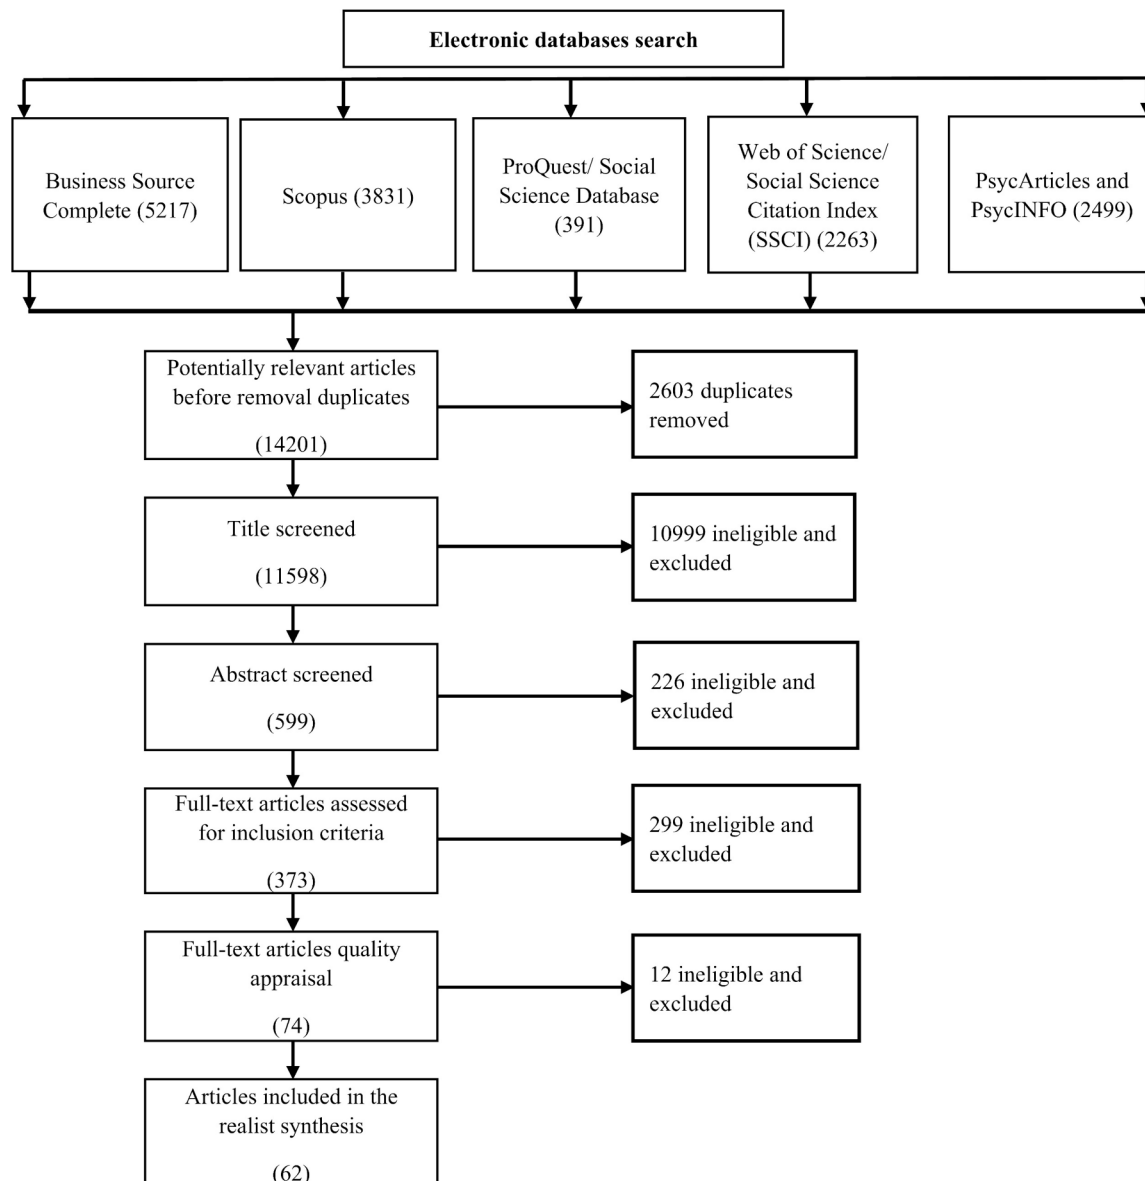 Electronic databases search
Business Source
Complete (5217)
Scopus (3831)
ProQuest/ Social
Science Database
(391)
Web of Science/
Social Science
Citation Index
(SSCI) (2263)
PsycArticles and
PsycINFO (2499)
Potentially relevant articles
before removal duplicates
(14201)
2603 duplicates
removed
Title screened
(11598)
10999 ineligible and
excluded
Abstract screened
(599)
226 ineligible and
excluded
Full-text articles assessed
for inclusion criteria
(373)
299 ineligible and
excluded
Full-text articles quality
appraisal
(74)
12 ineligible and
excluded
Articles included in the
realist synthesis
(62)